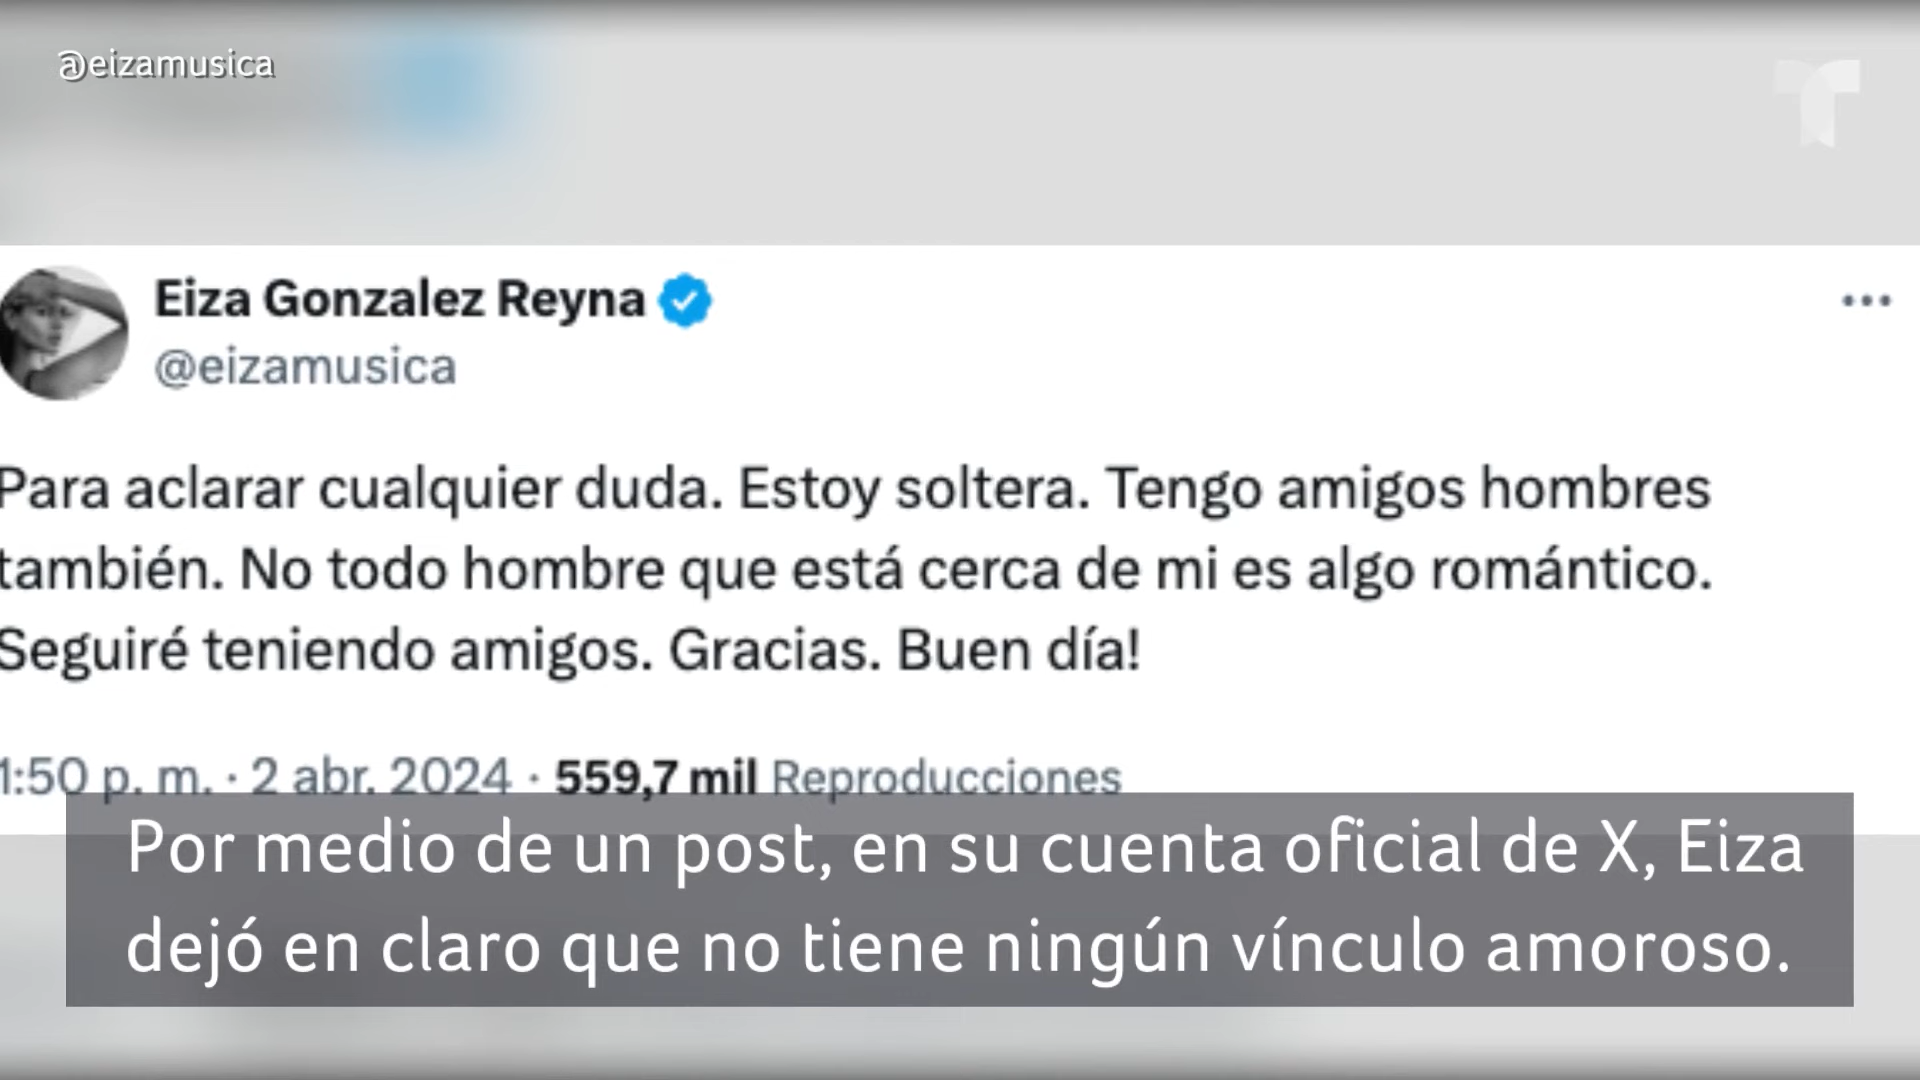 @eizamusica
Eiza Gonzalez Reyna
@eizamusica
Para aclarar cualquier duda. Estoy soltera. Tengo amigos hombres
también. No todo hombre que está cerca de mi es algo romántico.
Seguiré teniendo amigos. Gracias. Buen día!
1:50 p. m. · 2 abr. 2024 · 559,7 mil Reproducciones
Por medio de un post, en su cuenta oficial de X, Eiza
dejó en claro que no tiene ningún vínculo amoroso.